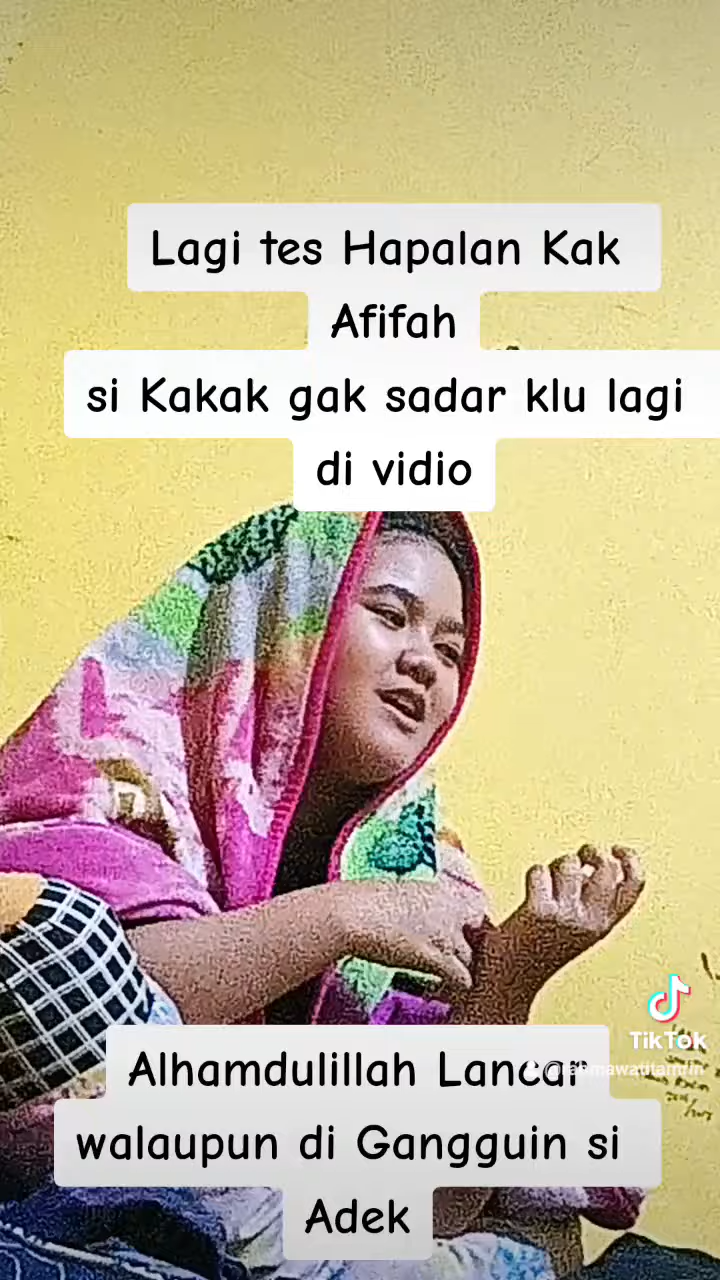 Lagi tes Hapalan Kak
Afifah
si Kakak gak sadar klu lagi
di vidio
TikTok
Alhamdulillah Lancar
walaupun di Gangguin si
Adek